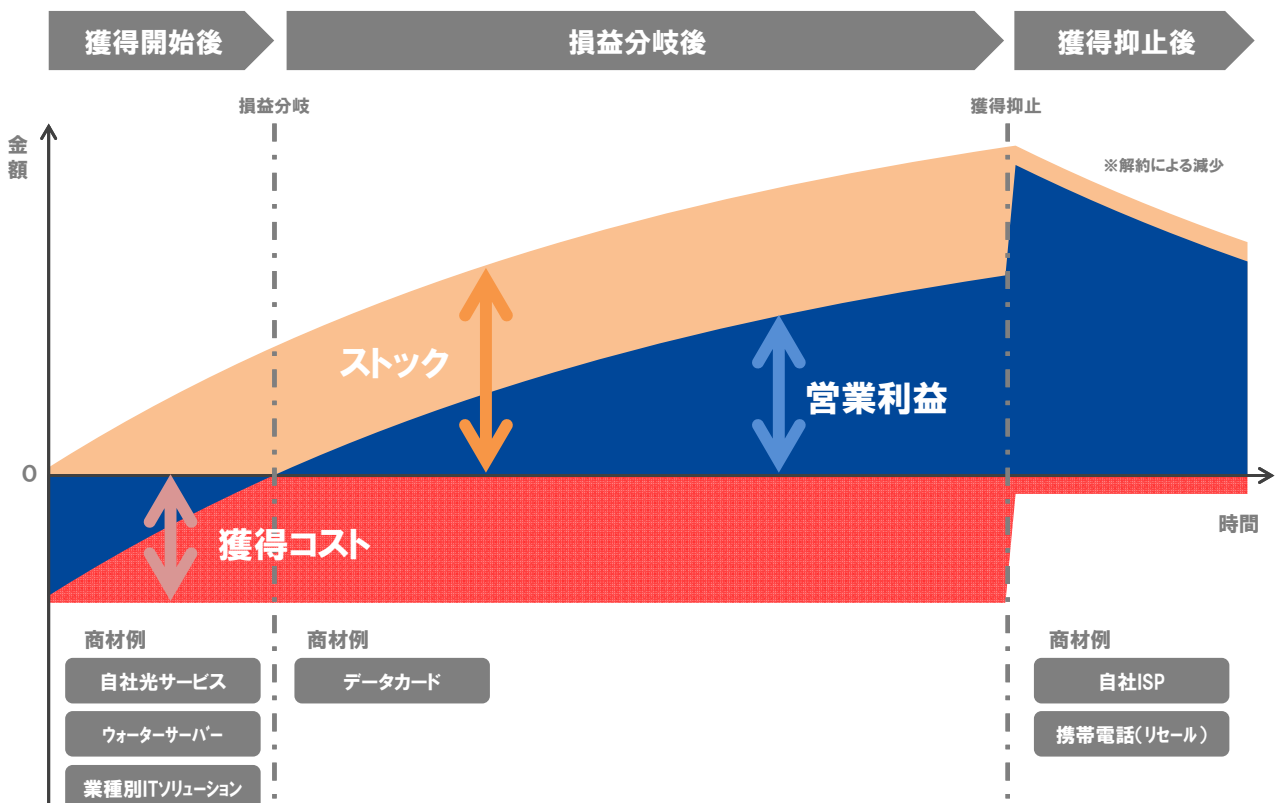 獲得開始後
損益分岐後
獲得抑止後
損益分岐
獲得抑止
金額
※解約による減少
ストック
営業利益
0
時間
獲得コスト
商材例
商材例
商材例
自社光サービス
データカード
自社ISP
ウォーターサーバー
携帯電話(リセール)
業種別ITソリューション